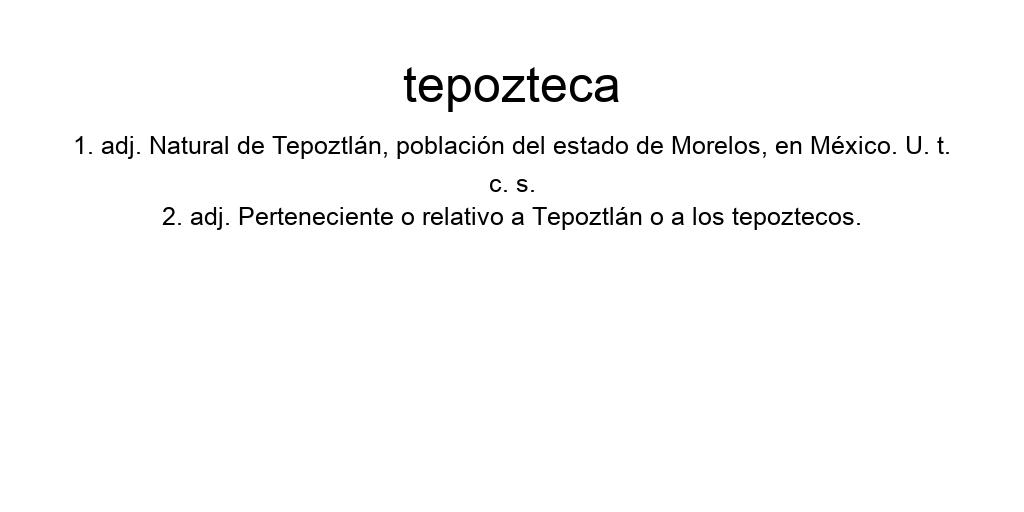 tepozteca
1. adj. Natural de Tepoztlán, población del estado de Morelos, en México. U. t.
c. s.
2. adj. Perteneciente o relativo a Tepoztlán o a los tepoztecos.